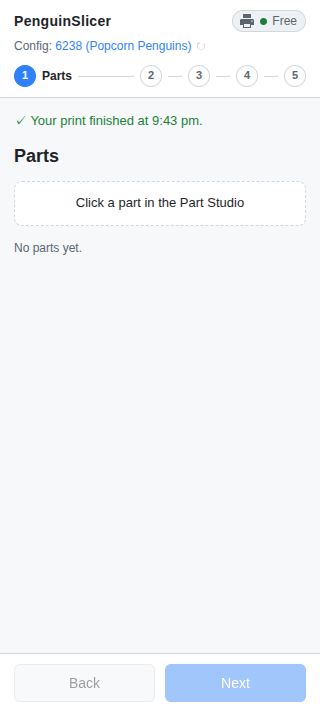 PenguinSlicer
Free
Config: 6238 (Popcorn Penguins)
1 Parts 2 3 4 5
✓ Your print finished at 9:43 pm.
Parts
Click a part in the Part Studio
No parts yet.
Back Next